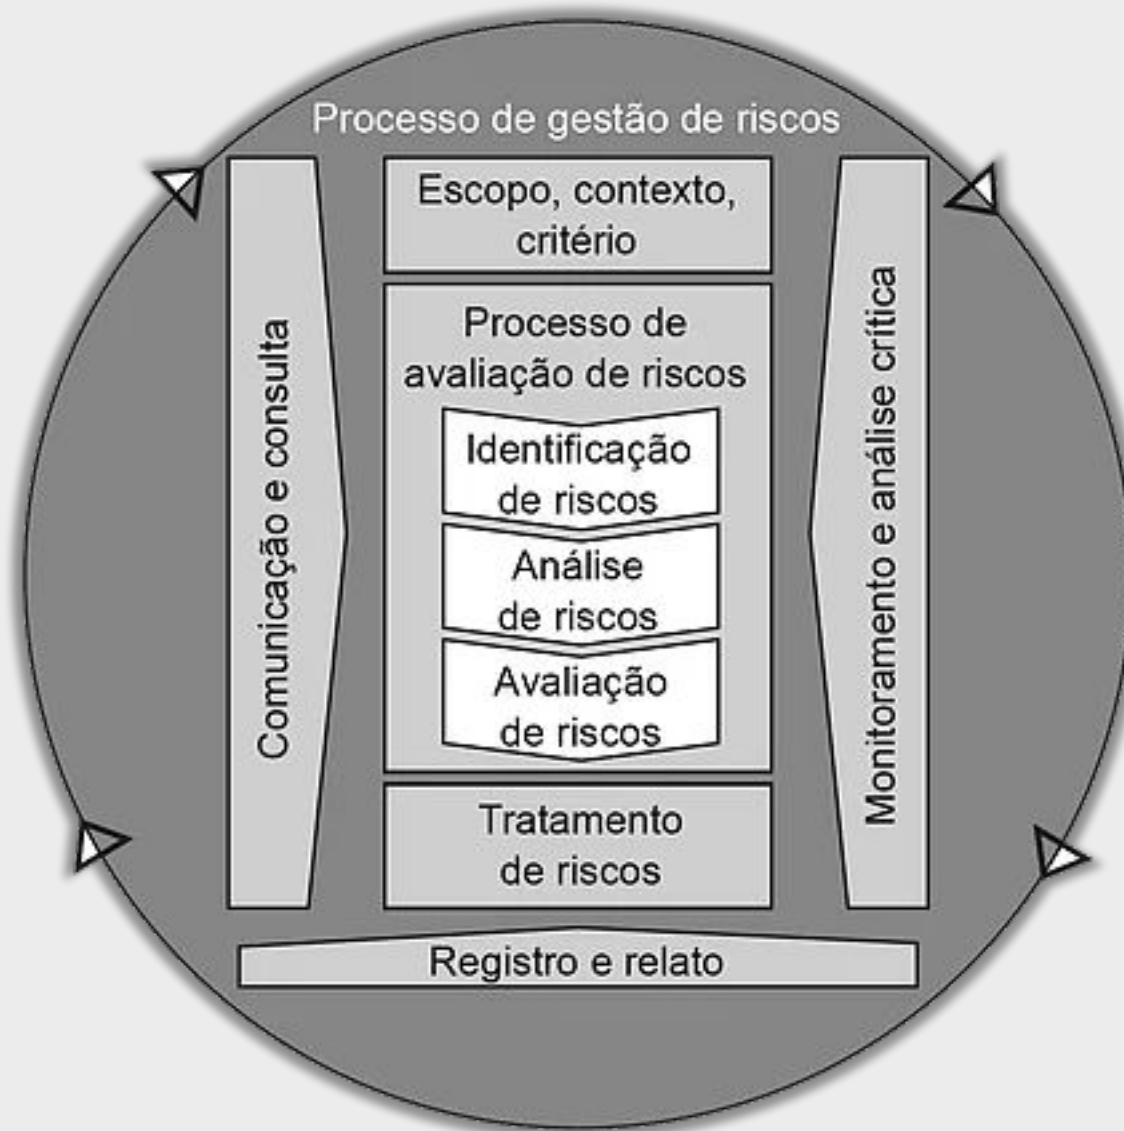 Processo de gestão de riscos
Escopo, contexto,
critério
Processo de
avaliação de riscos
Identificação
de riscos
Análise
de riscos
Avaliação
de riscos
Tratamento
de riscos
Comunicação e consulta
Monitoramento e análise crítica
Registro e relato